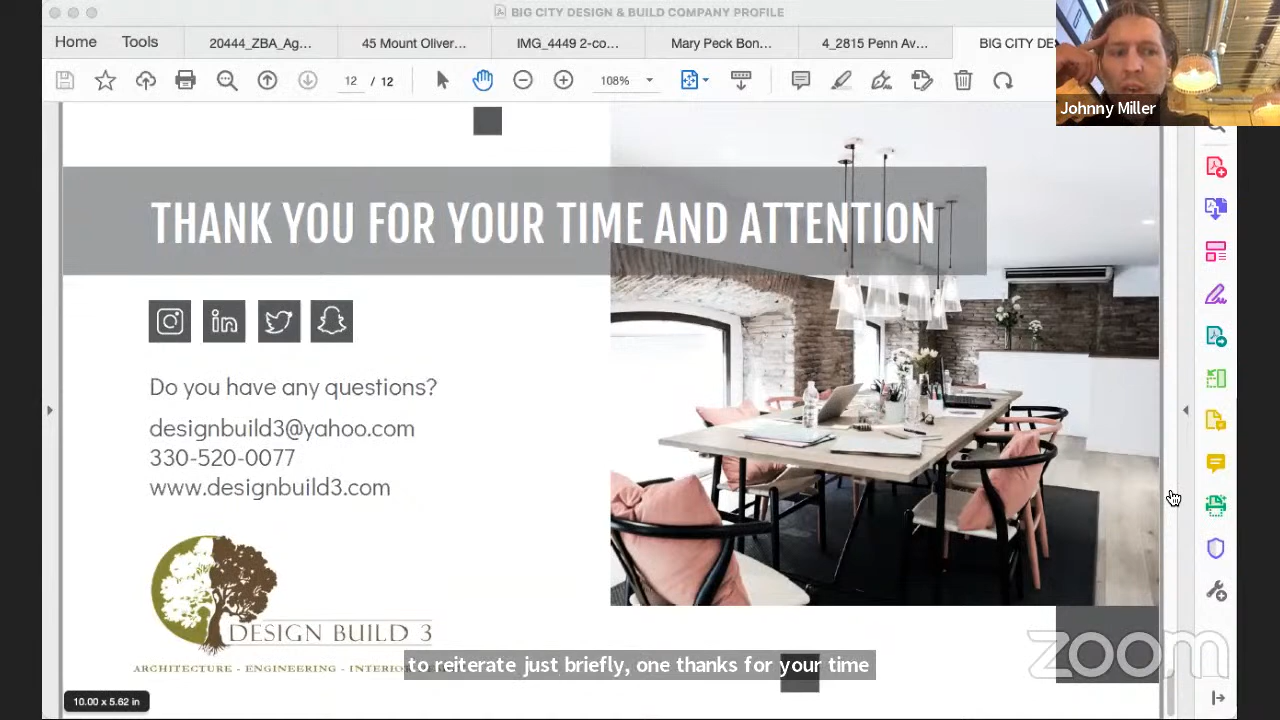 BIG CITY DESIGN & BUILD COMPANY PROFILE
Home Tools 20444_ZBA_Ag... 45 Mount Oliver... IMG_4449 2-co... Mary Peck Bon... 4_2815 Penn Av... BIG CITY DE
12 / 12 108%
Johnny Miller
THANK YOU FOR YOUR TIME AND ATTENTION
Do you have any questions?
designbuild3@yahoo.com
330-520-0077
www.designbuild3.com
DESIGN BUILD 3
ARCHITECTURE - ENGINEERING -
to reiterate just briefly, one thanks for your time
zoom
10.00 x 5.62 in